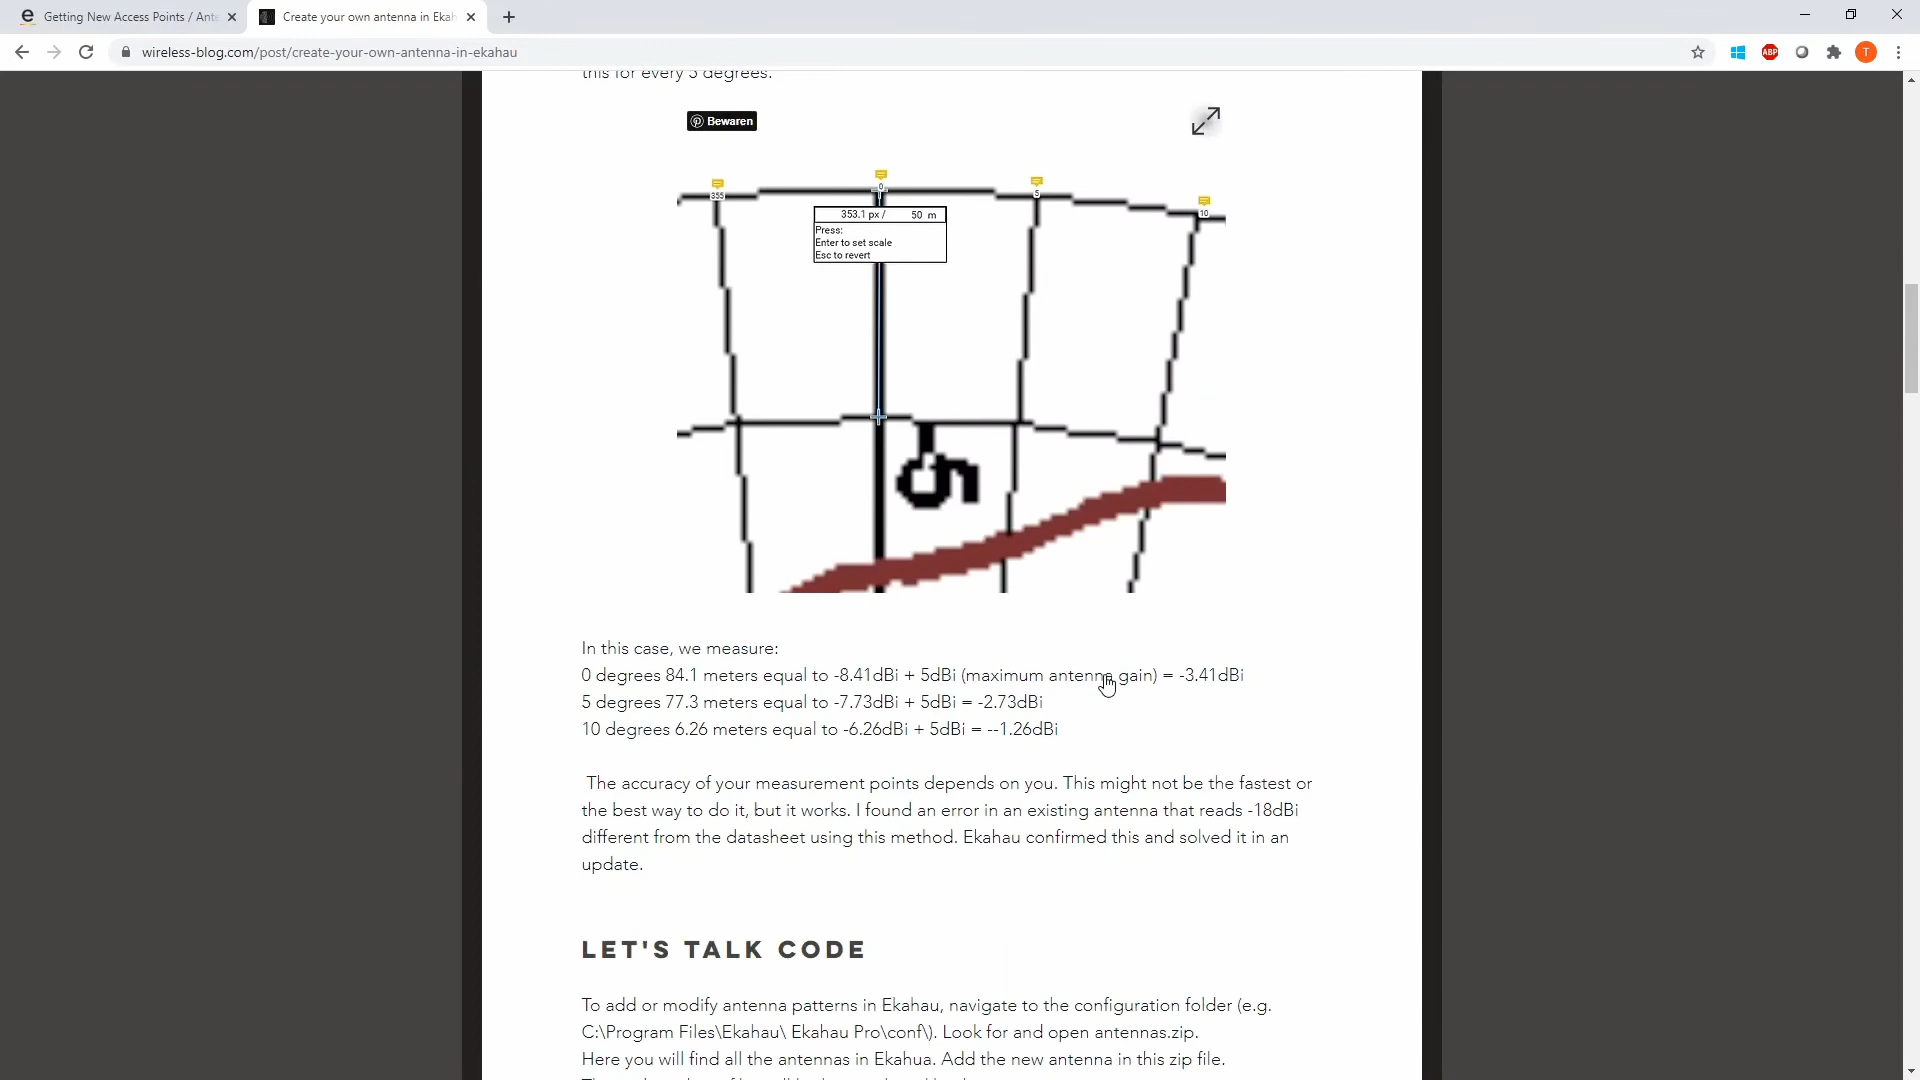 Getting New Access Points / Ante
Create your own antenna in Ekah
wireless-blog.com/post/create-your-own-antenna-in-ekahau
ABP
T
this for every 5 degrees.
Bewaren
355
0
5
10
353.1 px / 50 m
Press:
Enter to set scale
Esc to revert
5
In this case, we measure:
0 degrees 84.1 meters equal to -8.41dBi + 5dBi (maximum antenna gain) = -3.41dBi
5 degrees 77.3 meters equal to -7.73dBi + 5dBi = -2.73dBi
10 degrees 6.26 meters equal to -6.26dBi + 5dBi = --1.26dBi
The accuracy of your measurement points depends on you. This might not be the fastest or
the best way to do it, but it works. I found an error in an existing antenna that reads -18dBi
different from the datasheet using this method. Ekahau confirmed this and solved it in an
update.
LET'S TALK CODE
To add or modify antenna patterns in Ekahau, navigate to the configuration folder (e.g.
C:\Program Files\Ekahau\ Ekahau Pro\conf\). Look for and open antennas.zip.
Here you will find all the antennas in Ekahua. Add the new antenna in this zip file.